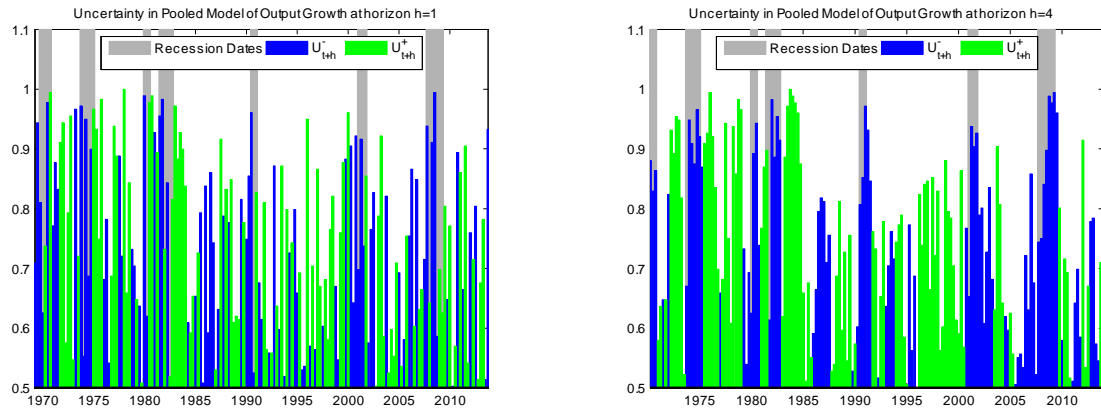 Uncertainty in Pooled Model of Output Growth at horizon h=1
1.1
1
0.9
0.8
0.7
0.6
0.5
Recession Dates U-t+h U+t+h
1970 1975 1980 1985 1990 1995 2000 2005 2010
Uncertainty in Pooled Model of Output Growth at horizon h=4
1.1
1
0.9
0.8
0.7
0.6
0.5
Recession Dates U-t+h U+t+h
1975 1980 1985 1990 1995 2000 2005 2010